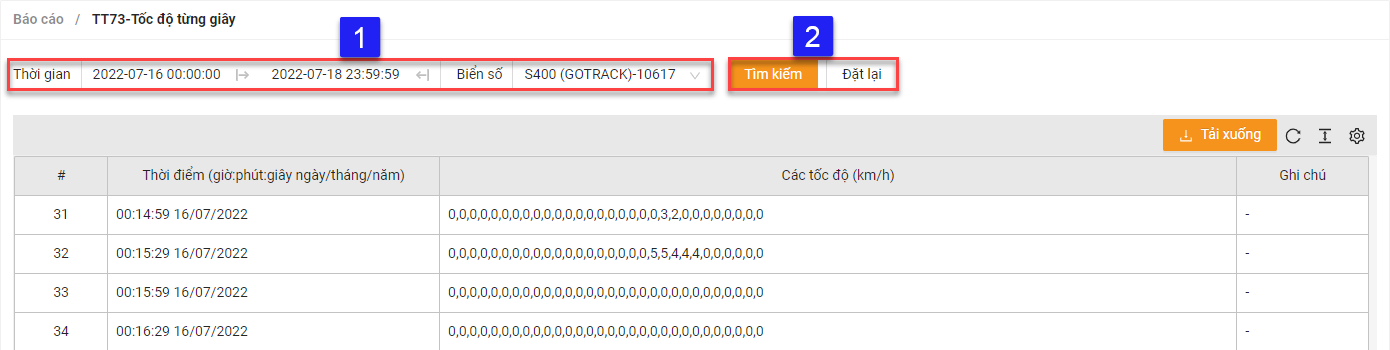 Báo cáo / TT73-Tốc độ từng giây
1 2
Thời gian 2022-07-16 00:00:00 2022-07-18 23:59:59 Biển số S400 (GOTRACK)-10617 Tìm kiếm Đặt lại
Tải xuống
# Thời điểm (giờ:phút:giây ngày/tháng/năm) Các tốc độ (km/h) Ghi chú
31 00:14:59 16/07/2022 0,0,0,0,0,0,0,0,0,0,0,0,0,0,0,0,0,0,0,0,3,2,0,0,0,0,0,0,0,0 -
32 00:15:29 16/07/2022 0,0,0,0,0,0,0,0,0,0,0,0,0,0,0,0,0,0,0,5,5,4,4,4,0,0,0,0,0,0 -
33 00:15:59 16/07/2022 0,0,0,0,0,0,0,0,0,0,0,0,0,0,0,0,0,0,0,0,0,0,0,0,0,0,0,0,0,0 -
34 00:16:29 16/07/2022 0,0,0,0,0,0,0,0,0,0,0,0,0,0,0,0,0,0,0,0,0,0,0,0,0,0,0,0,0,0 -